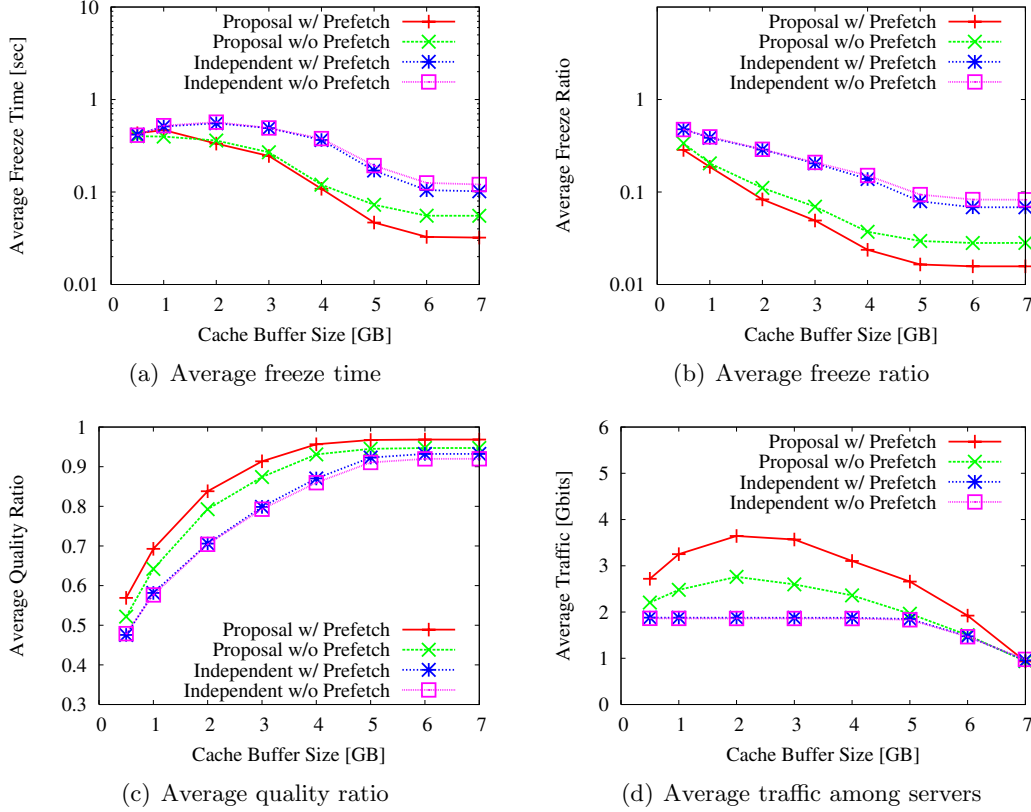 Average Freeze Time [sec]
10
1
0.1
0.01
Proposal w/ Prefetch
Proposal w/o Prefetch
Independent w/ Prefetch
Independent w/o Prefetch
0 1 2 3 4 5 6 7
Cache Buffer Size [GB]
(a) Average freeze time
Average Freeze Ratio
1
0.1
0.01
Proposal w/ Prefetch
Proposal w/o Prefetch
Independent w/ Prefetch
Independent w/o Prefetch
0 1 2 3 4 5 6 7
Cache Buffer Size [GB]
(b) Average freeze ratio
Average Quality Ratio
1
0.9
0.8
0.7
0.6
0.5
0.4
0.3
Proposal w/ Prefetch
Proposal w/o Prefetch
Independent w/ Prefetch
Independent w/o Prefetch
0 1 2 3 4 5 6 7
Cache Buffer Size [GB]
(c) Average quality ratio
Average Traffic [Gbits]
6
5
4
3
2
1
0
Proposal w/ Prefetch
Proposal w/o Prefetch
Independent w/ Prefetch
Independent w/o Prefetch
0 1 2 3 4 5 6 7
Cache Buffer Size [GB]
(d) Average traffic among servers